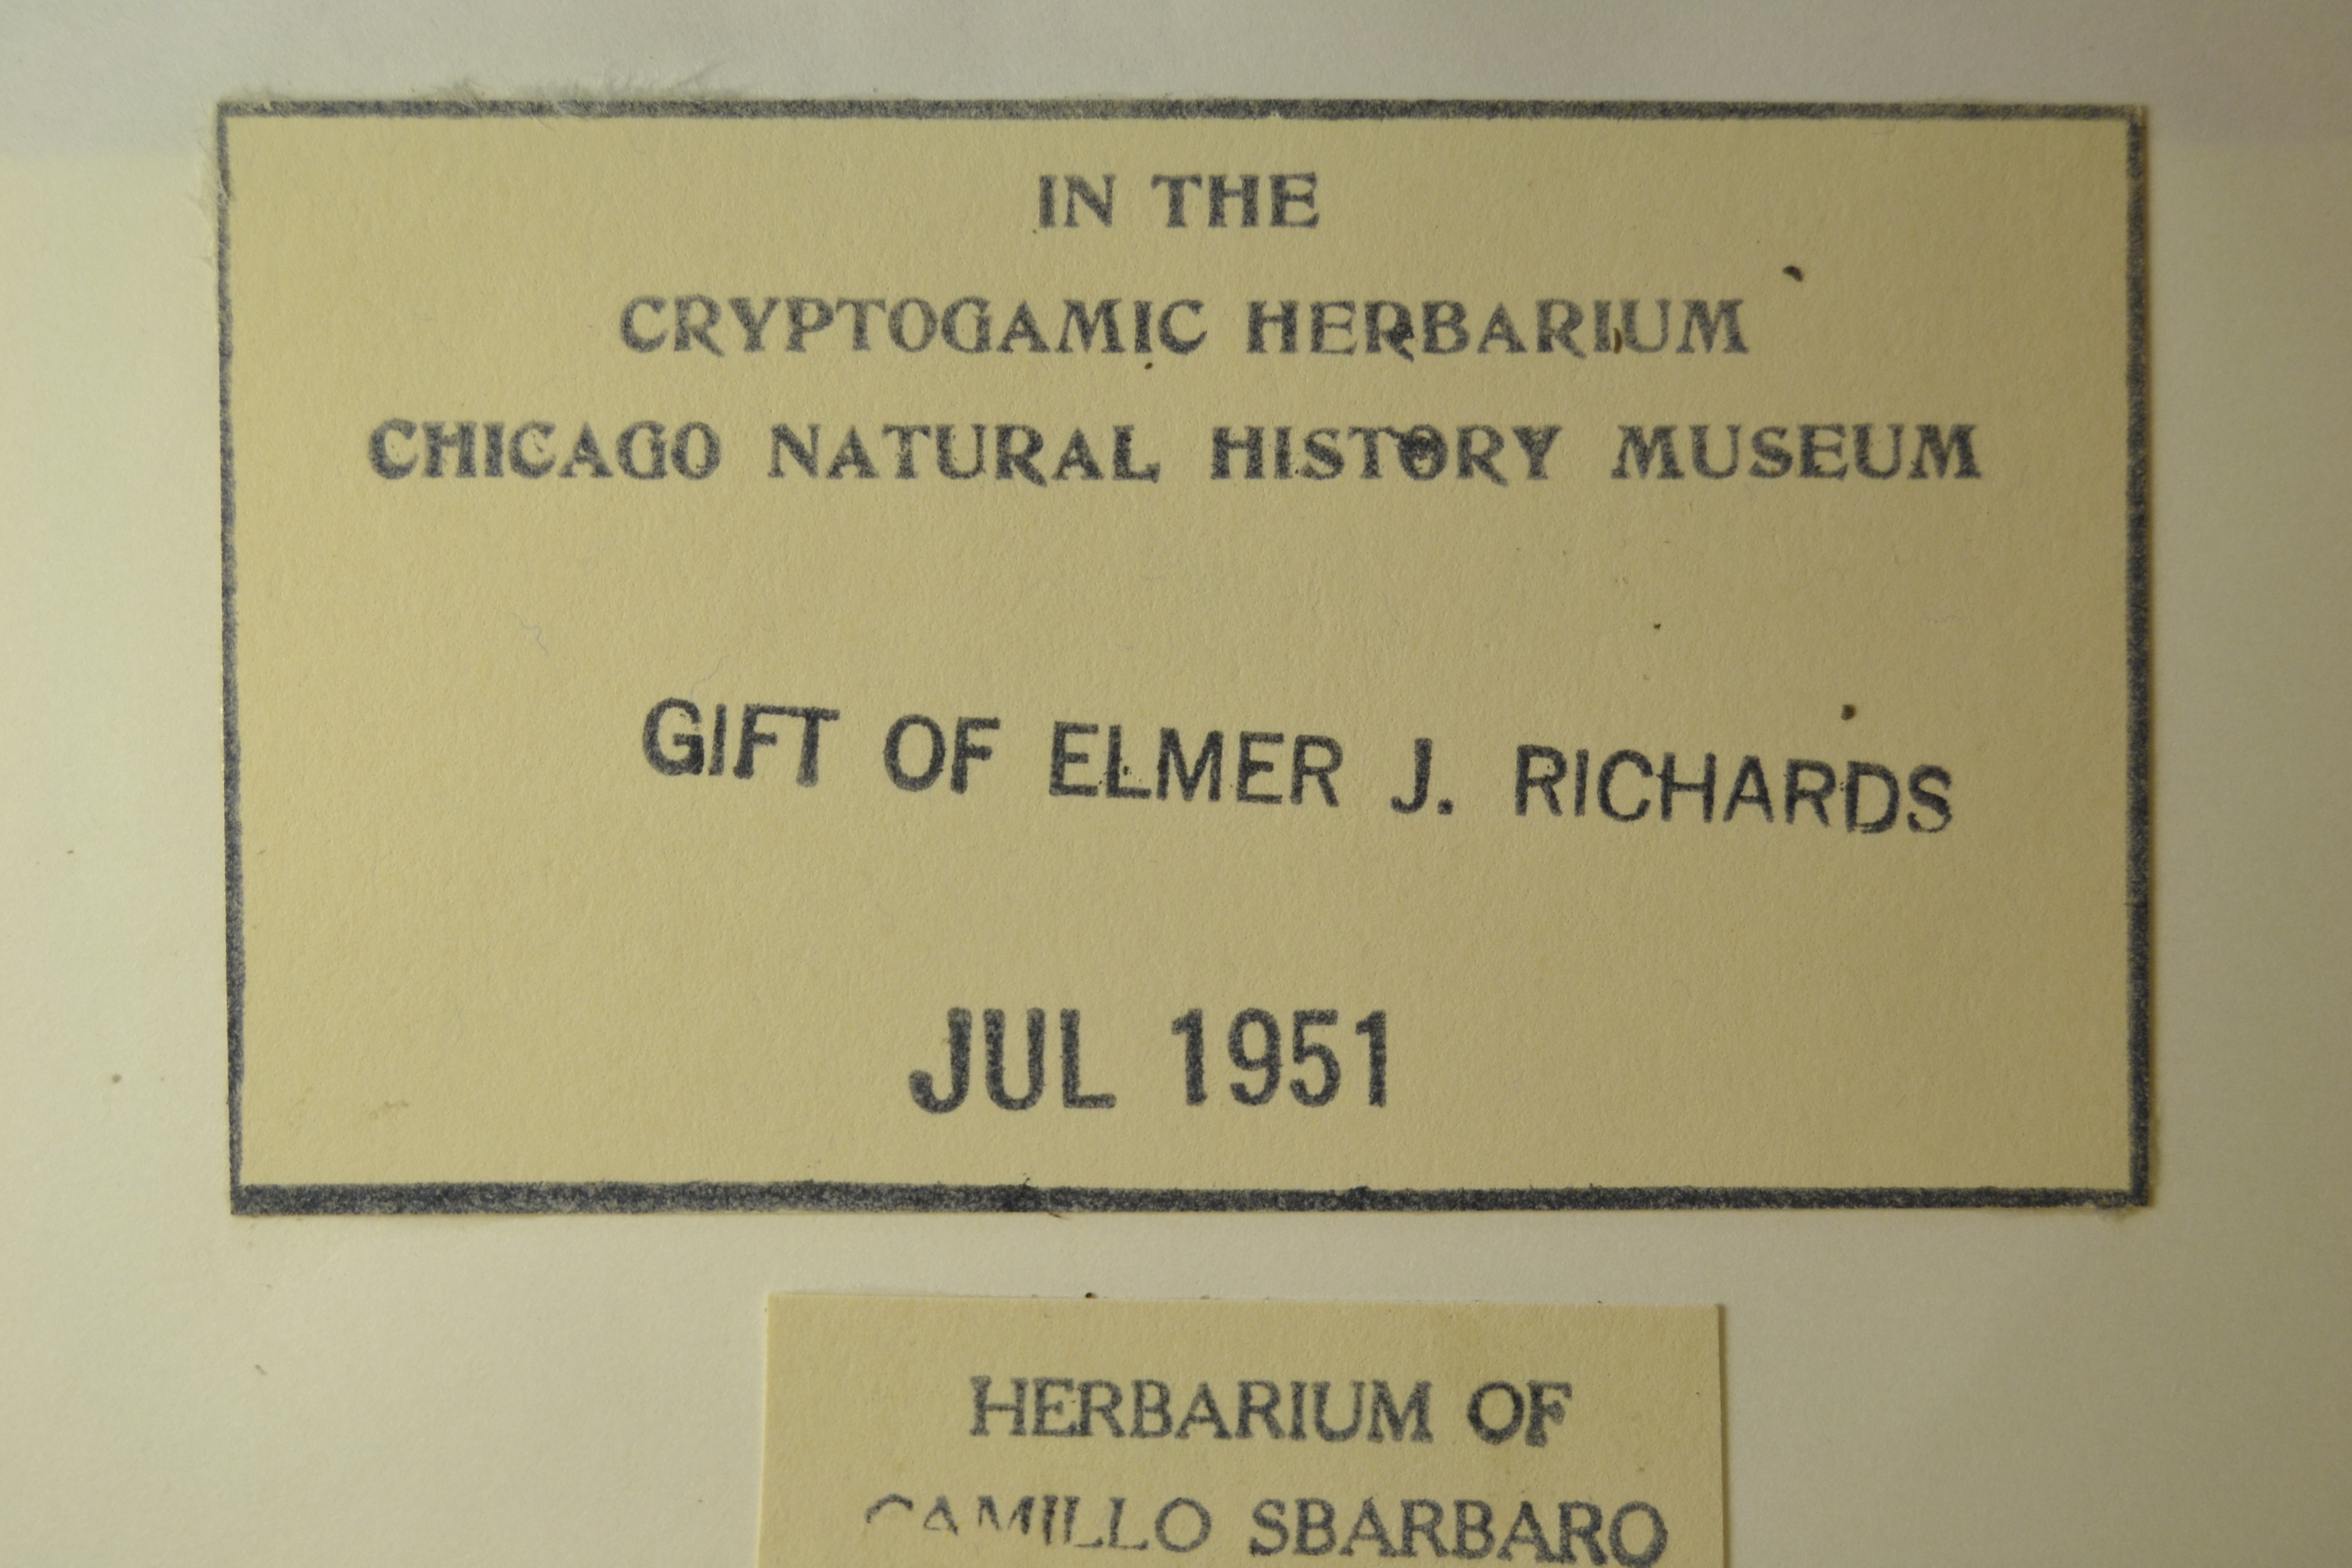 IN THE
CRYPTOGAMIC HERBARIUM
CHICAGO NATURAL HISTORY MUSEUM
GIFT OF ELMER J. RICHARDS
JUL 1951
HERBARIUM OF
CAMILLO SBARBARO